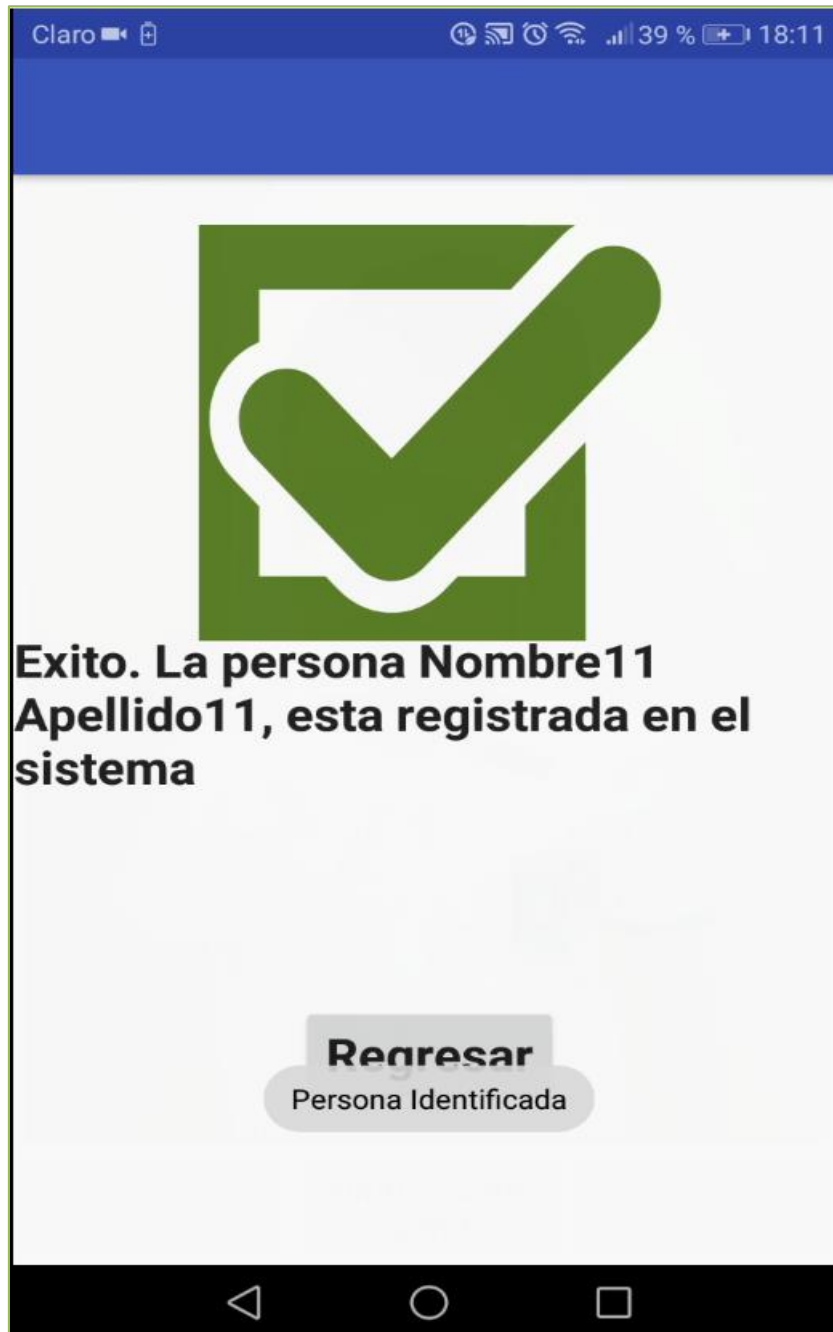 Claro 39 % 18:11
Exito. La persona Nombre11
Apellido11, esta registrada en el
sistema
Regresar
Persona Identificada